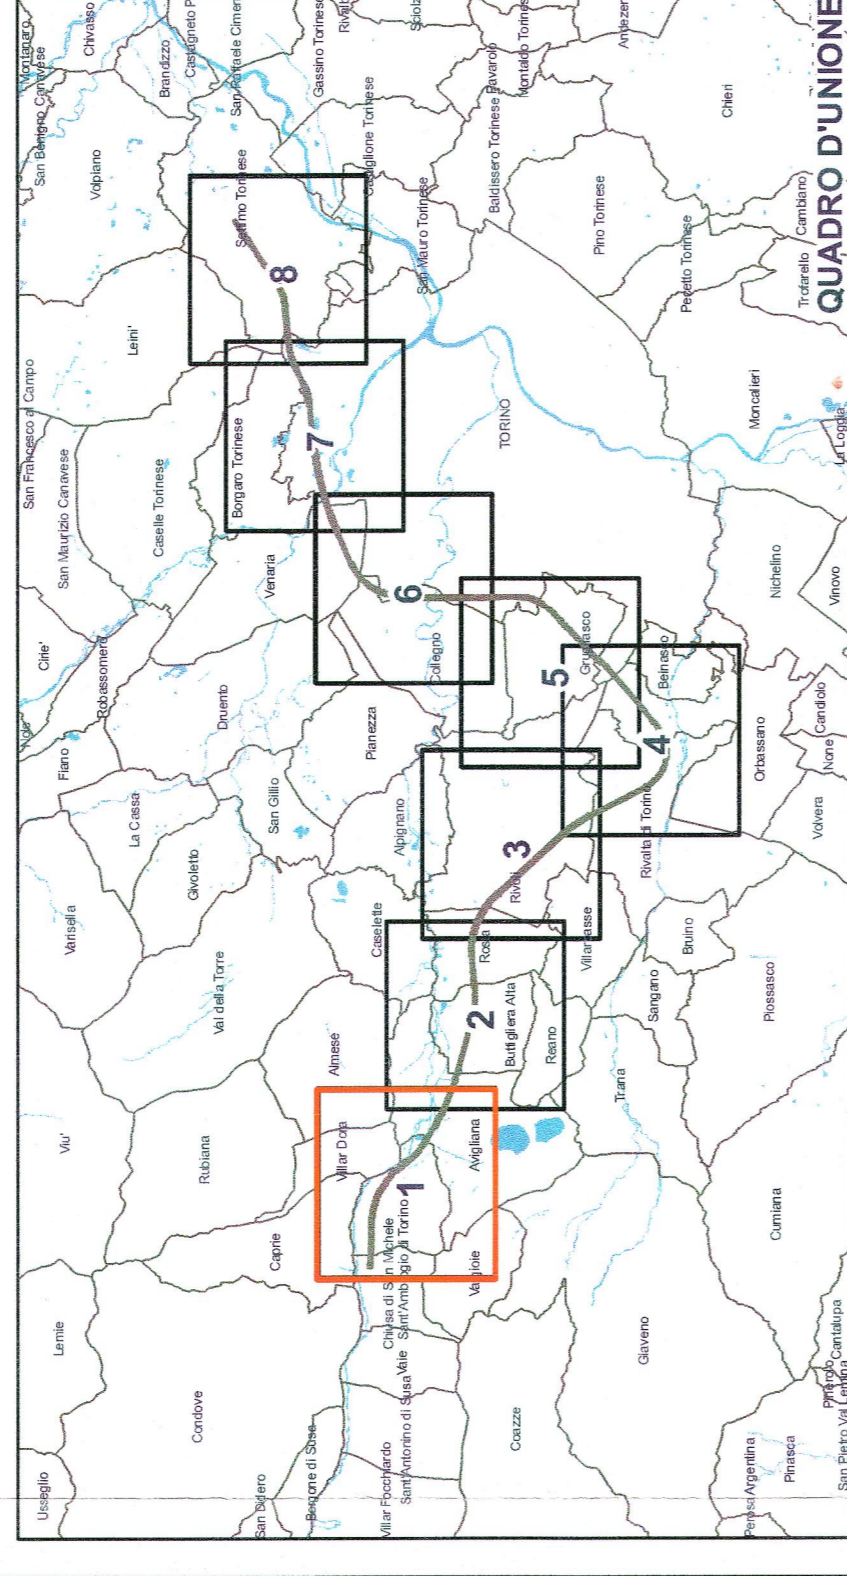 Usseglio
Lemie
Viu'
Varisella
Fiano
Nole
Cirie'
San Maurizio Canavese
San Francesco al Campo
San Benigno Canavese
Montanaro
Volpiano
Chivasso
Robassomero
La Cassa
Leini'
Caselle Torinese
Brandizzo
Condove
Rubiana
Val della Torre
Givoletto
Druento
Borgaro Torinese
Settimo Torinese
San Didero
Caprie
San Gillio
Venaria
8
San Raffaele Cimen
Borgone di Susa
Villar Dora
Almese
7
Gassino Torinese
Castiglione Torinese
Villar Focchiardo
Sant'Antonino di Susa
Vaie
Chiusa di San Michele
Sant'Ambrogio di Torino
1
Caselette
Alpignano
Pianezza
Collegno
6
San Mauro Torinese
Valgioie
Avigliana
2
Rosta
Coazze
Buttigliera Alta
Reano
Rivoli
3
5
TORINO
Baldissero Torinese
Pavarolo
Montaldo Torinese
Villarbasse
Grugliasco
Pino Torinese
Giaveno
Trana
Sangano
Rivalta di Torino
4
Beinasco
Bruino
Pecetto Torinese
Chieri
Perosa Argentina
Pinasca
Cumiana
Piossasco
Orbassano
Nichelino
Moncalieri
Trofarello
Cambiano
Volvera
None
Candiolo
Vinovo
La Loggia
Pinerolo
Cantalupa
San Pietro Val Lemina
QUADRO D'UNIONE